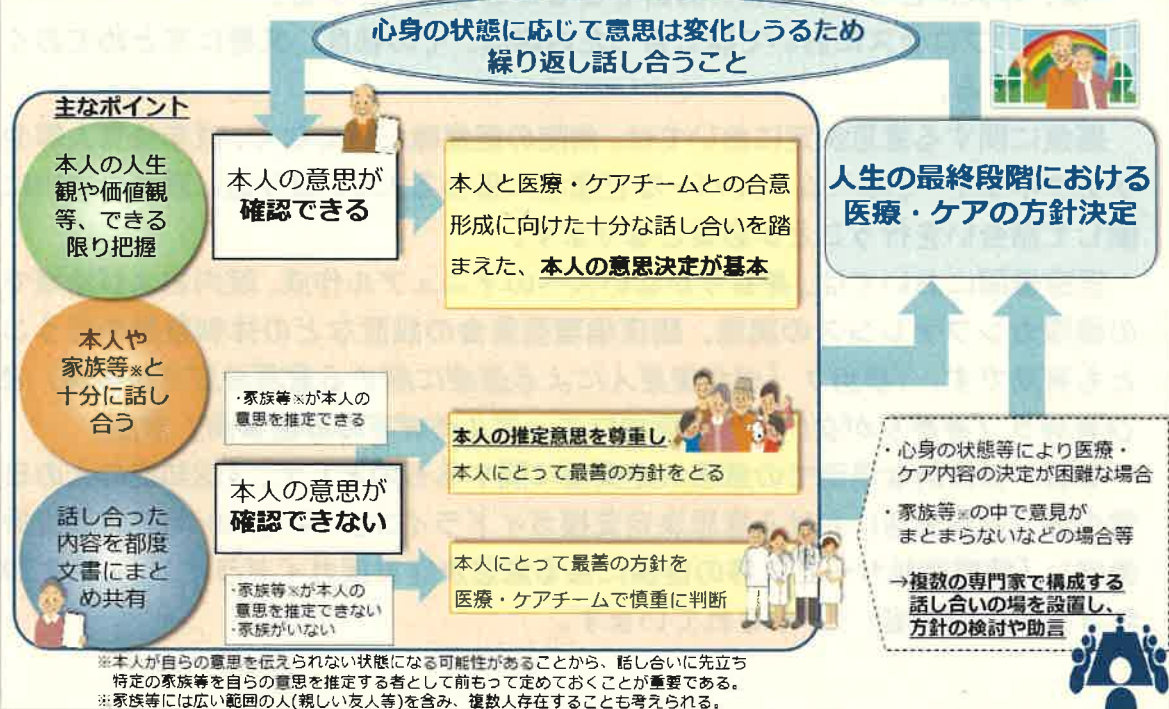 心身の状態に応じて意思は変化しうるため
繰り返し話し合うこと
主なポイント
本人の人生
観や価値観
等、できる
限り把握
本人や
家族等※と
十分に話し
合う
話し合った
内容を都度
文書にまと
め共有
本人の意思が
確認できる
本人と医療・ケアチームとの合意
形成に向けた十分な話し合いを踏
まえた、本人の意思決定が基本
人生の最終段階における
医療・ケアの方針決定
・家族等※が本人の
意思を推定できる
本人の推定意思を尊重し
本人にとって最善の方針をとる
本人の意思が
確認できない
・家族等※が本人の
意思を推定できない
・家族がいない
本人にとって最善の方針を
医療・ケアチームで慎重に判断
・心身の状態等により医療・
ケア内容の決定が困難な場合
・家族等※の中で意見が
まとまらないなどの場合等
→複数の専門家で構成する
話し合いの場を設置し、
方針の検討や助言
※本人が自らの意思を伝えられない状態になる可能性があることから、話し合いに先立ち
特定の家族等を自らの意思を推定する者として前もって定めておくことが重要である。
※家族等には広い範囲の人(親しい友人等)を含み、複数人存在することも考えられる。